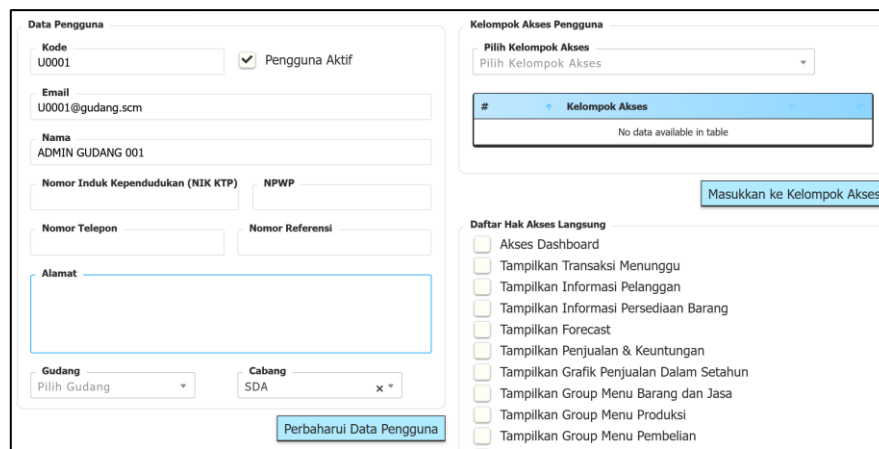 Data Pengguna
Kode
U0001
Pengguna Aktif
Email
U0001@gudang.scm
Nama
ADMIN GUDANG 001
Nomor Induk Kependudukan (NIK KTP)
NPWP
Nomor Telepon
Nomor Referensi
Alamat
Gudang
Pilih Gudang
Cabang
SDA
Perbaharui Data Pengguna
Kelompok Akses Pengguna
Pilih Kelompok Akses
Pilih Kelompok Akses
# Kelompok Akses
No data available in table
Masukkan ke Kelompok Akses
Daftar Hak Akses Langsung
Akses Dashboard
Tampilkan Transaksi Menunggu
Tampilkan Informasi Pelanggan
Tampilkan Informasi Persediaan Barang
Tampilkan Forecast
Tampilkan Penjualan & Keuntungan
Tampilkan Grafik Penjualan Dalam Setahun
Tampilkan Group Menu Barang dan Jasa
Tampilkan Group Menu Produksi
Tampilkan Group Menu Pembelian